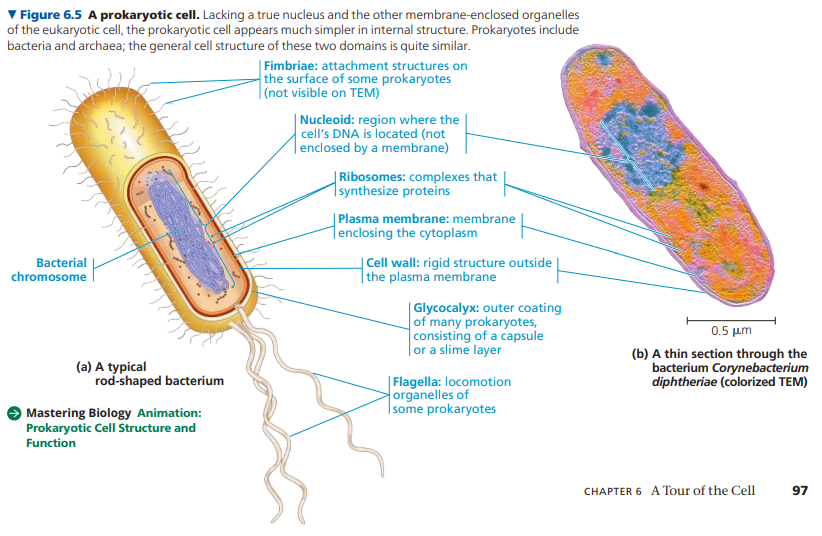 ▼ Figure 6.5 A prokaryotic cell. Lacking a true nucleus and the other membrane-enclosed organelles
of the eukaryotic cell, the prokaryotic cell appears much simpler in internal structure. Prokaryotes include
bacteria and archaea; the general cell structure of these two domains is quite similar.
Fimbriae: attachment structures on
the surface of some prokaryotes
(not visible on TEM)
Nucleoid: region where the
cell's DNA is located (not
enclosed by a membrane)
Ribosomes: complexes that
synthesize proteins
Plasma membrane: membrane
enclosing the cytoplasm
Bacterial
chromosome
Cell wall: rigid structure outside
the plasma membrane
Glycocalyx: outer coating
of many prokaryotes,
consisting of a capsule
or a slime layer
0.5 μm
(a) A typical
rod-shaped bacterium
(b) A thin section through the
bacterium Corynebacterium
diphtheriae (colorized TEM)
Flagella: locomotion
organelles of
some prokaryotes
Mastering Biology Animation:
Prokaryotic Cell Structure and
Function
CHAPTER 6 A Tour of the Cell 97